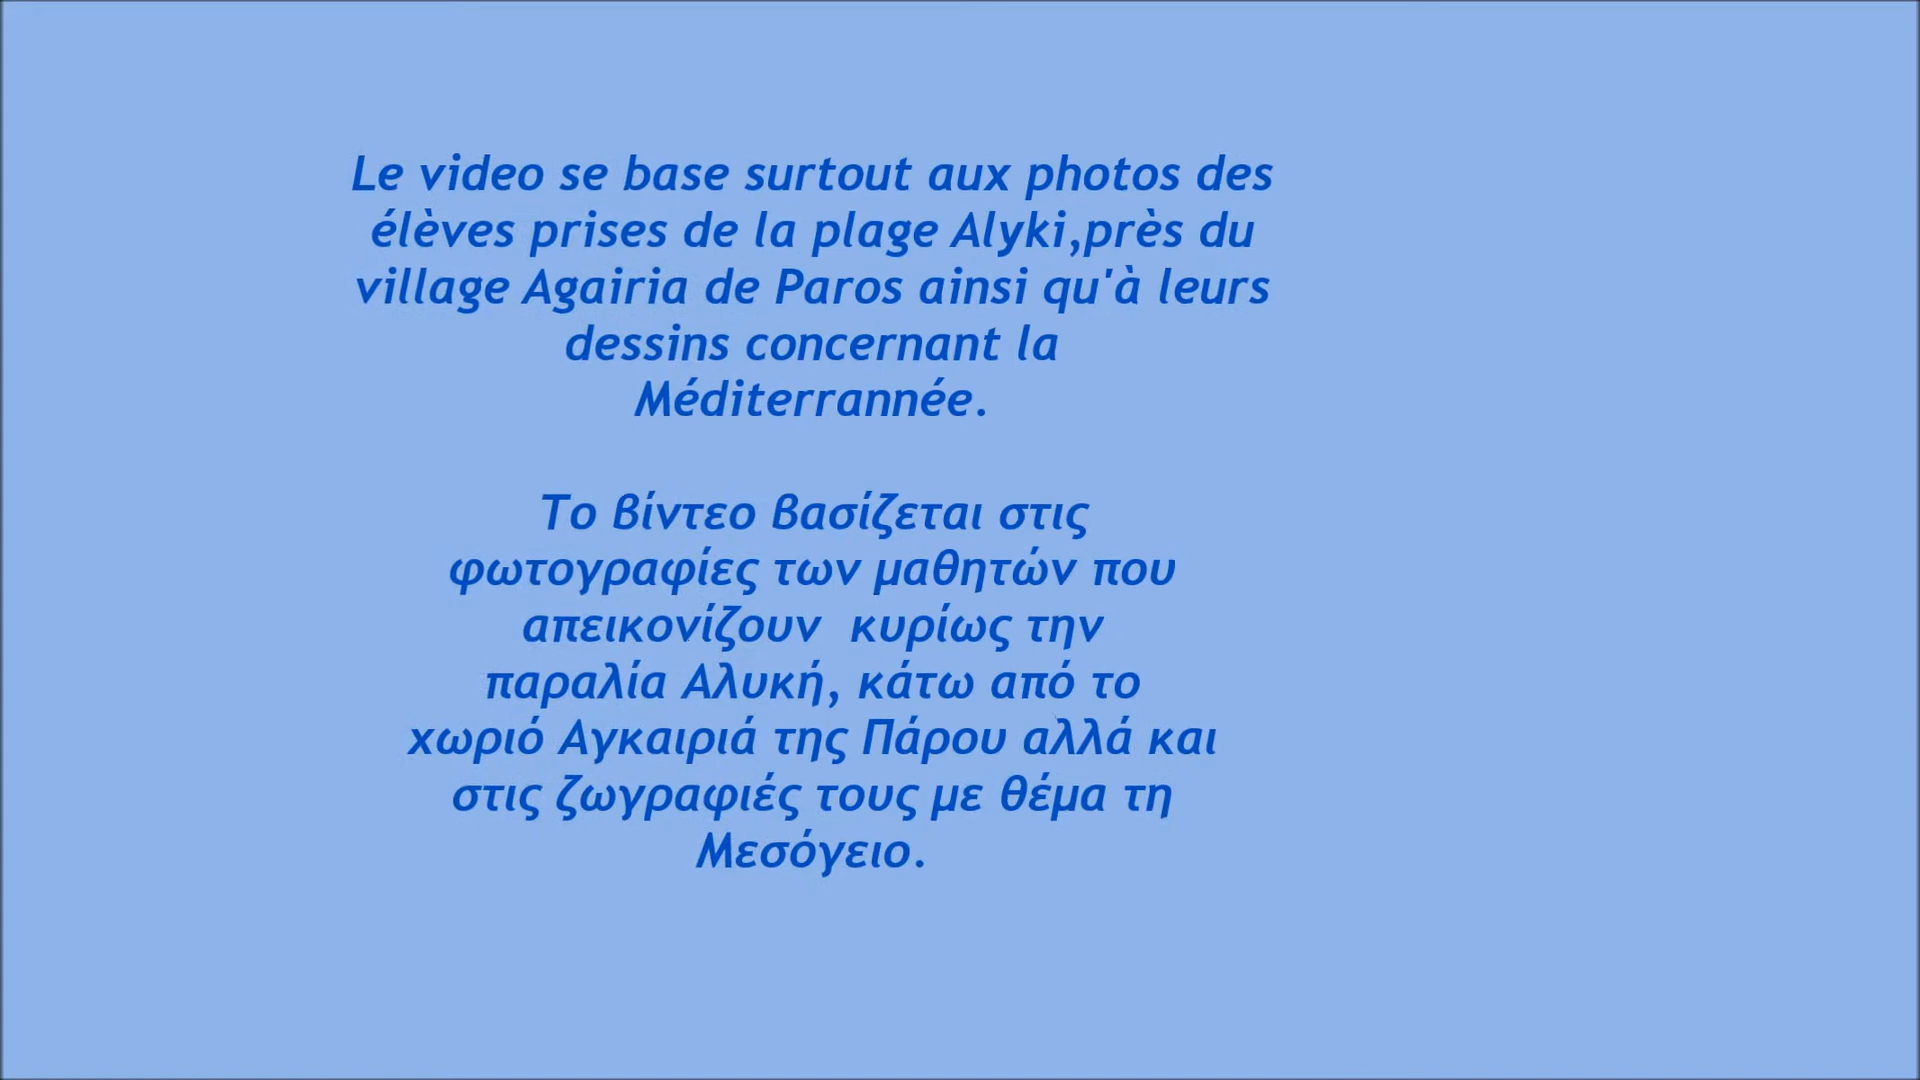 Le video se base surtout aux photos des
élèves prises de la plage Alyki,près du
village Agairia de Paros ainsi qu'à leurs
dessins concernant la
Méditerrannée.
Το βίντεο βασίζεται στις
φωτογραφίες των μαθητών που
απεικονίζουν  κυρίως την
παραλία Αλυκή, κάτω από το
χωριό Αγκαιριά της Πάρου αλλά και
στις ζωγραφιές τους με θέμα τη
Μεσόγειο.